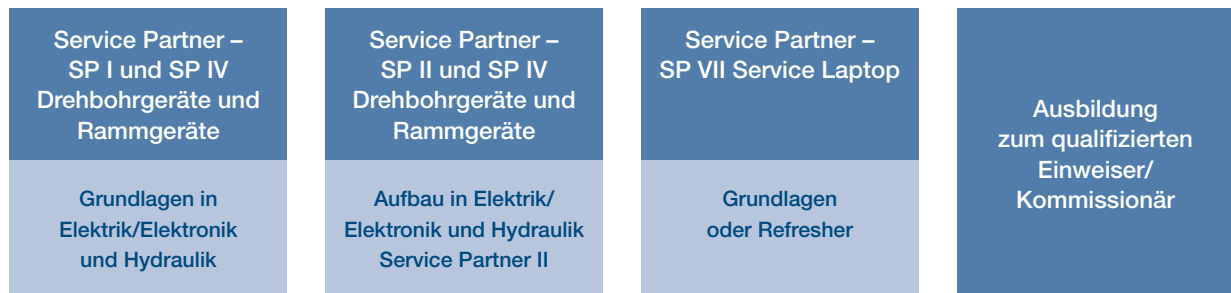 Service Partner –
SP I und SP IV
Drehbohrgeräte und
Rammgeräte
Grundlagen in
Elektrik/Elektronik
und Hydraulik
Service Partner –
SP II und SP IV
Drehbohrgeräte und
Rammgeräte
Aufbau in Elektrik/
Elektronik und Hydraulik
Service Partner II
Service Partner –
SP VII Service Laptop
Grundlagen
oder Refresher
Ausbildung
zum qualifizierten
Einweiser/
Kommissionär